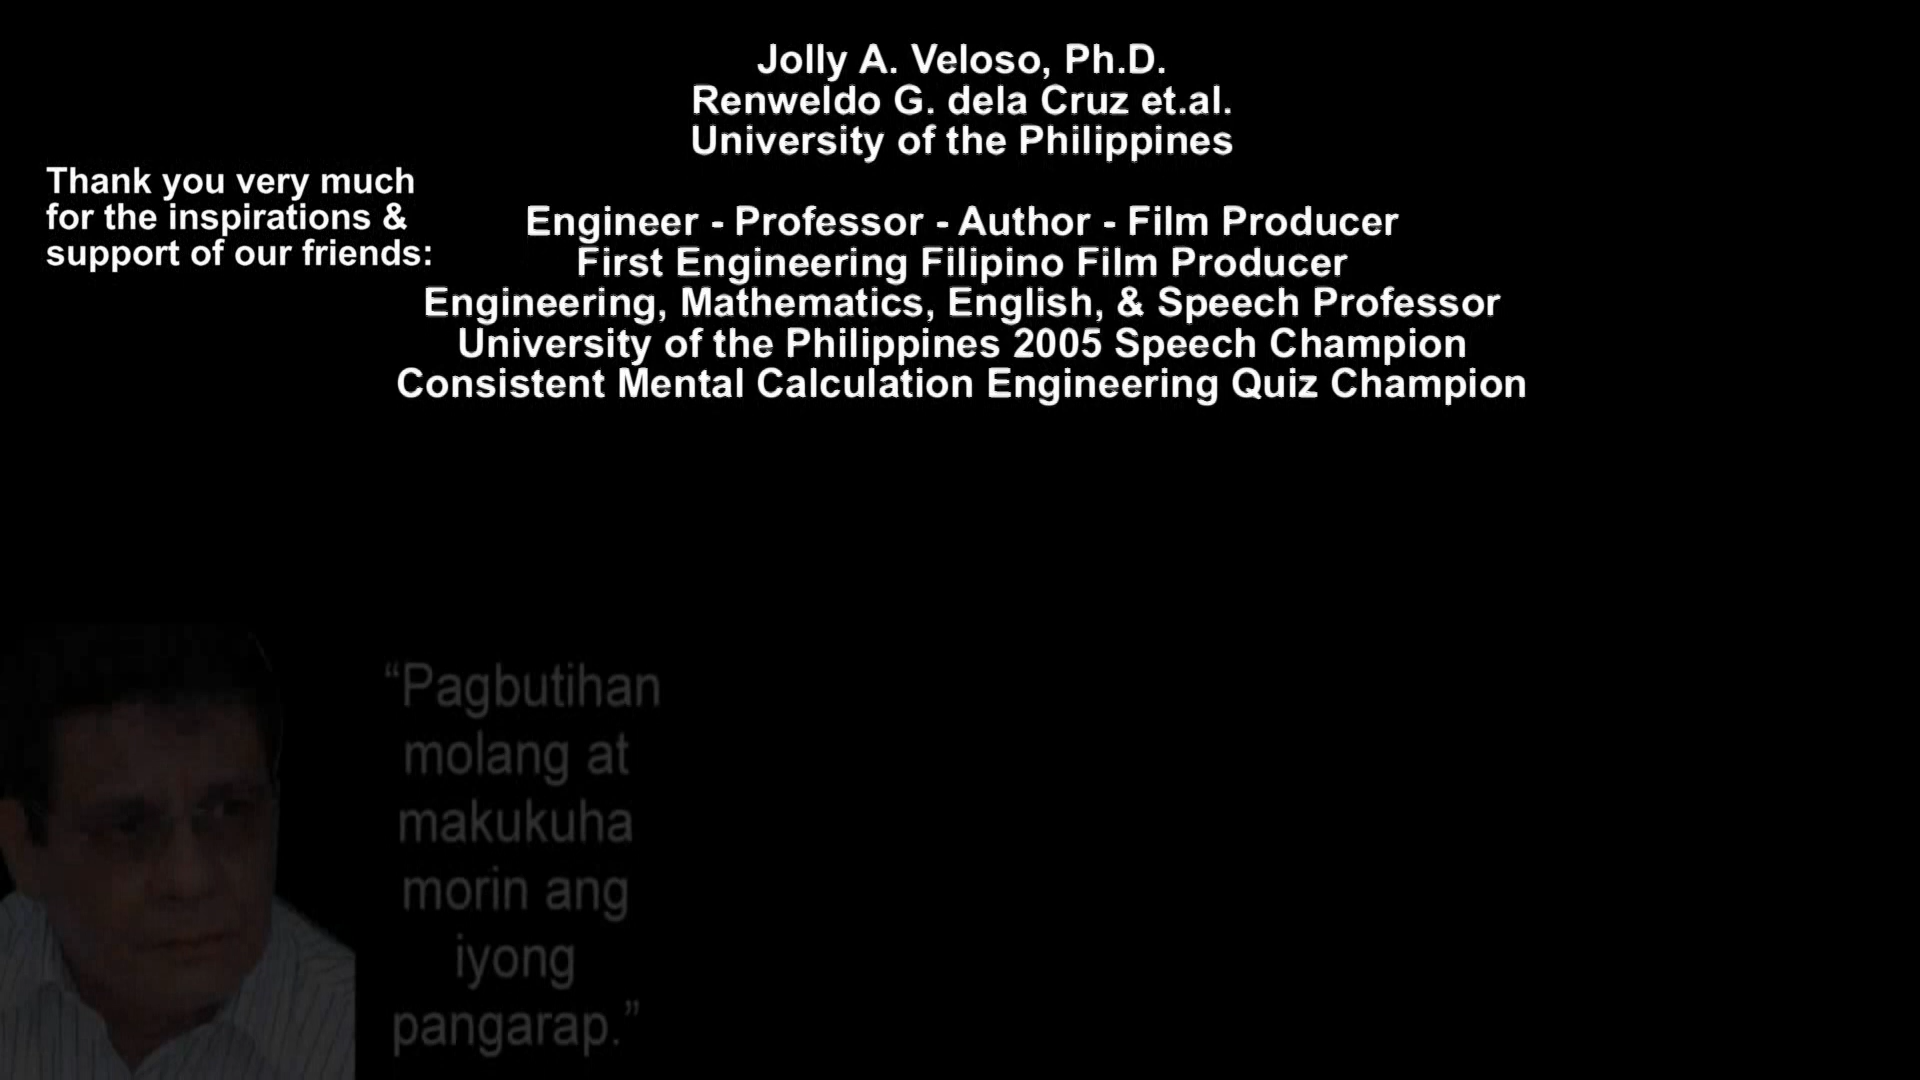 Jolly A. Veloso, Ph.D.
Renweldo G. dela Cruz et.al.
University of the Philippines
Thank you very much
for the inspirations &
support of our friends:
Engineer - Professor - Author - Film Producer
First Engineering Filipino Film Producer
Engineering, Mathematics, English, & Speech Professor
University of the Philippines 2005 Speech Champion
Consistent Mental Calculation Engineering Quiz Champion
“Pagbutihan
molang at
makukuha
morin ang
iyong
pangarap.”